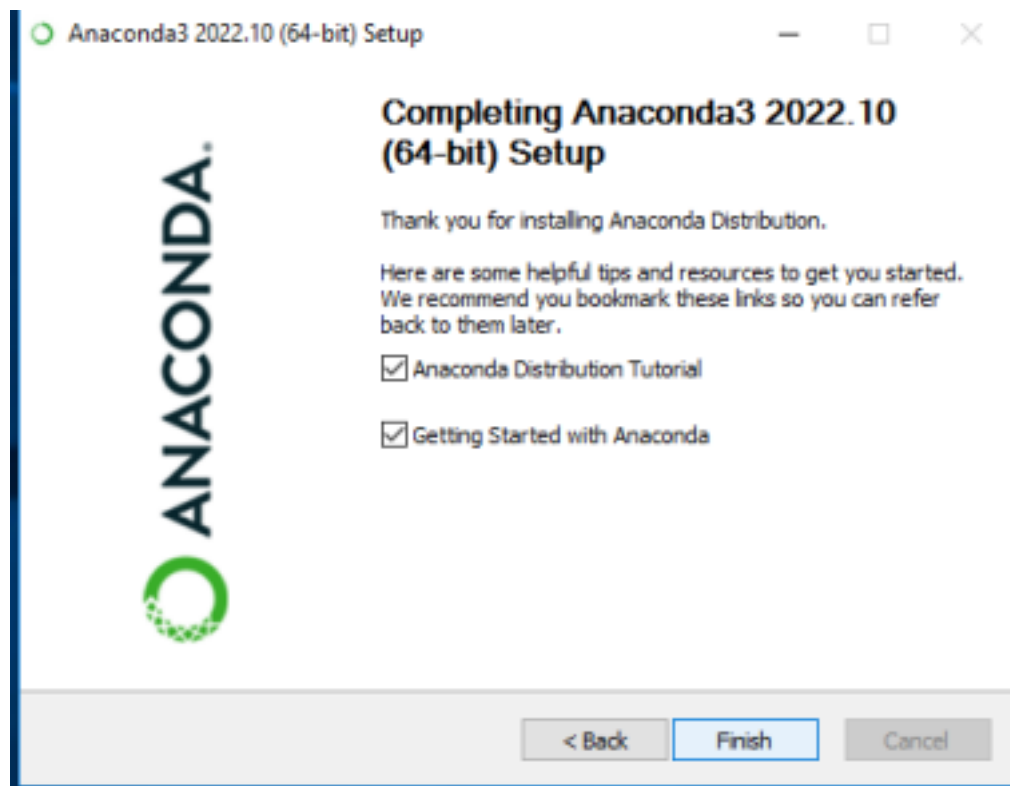 Anaconda3 2022.10 (64-bit) Setup
Completing Anaconda3 2022.10
(64-bit) Setup
ANACONDA.
Thank you for installing Anaconda Distribution.
Here are some helpful tips and resources to get you started.
We recommend you bookmark these links so you can refer
back to them later.
Anaconda Distribution Tutorial
Getting Started with Anaconda
< Back
Finish
Cancel